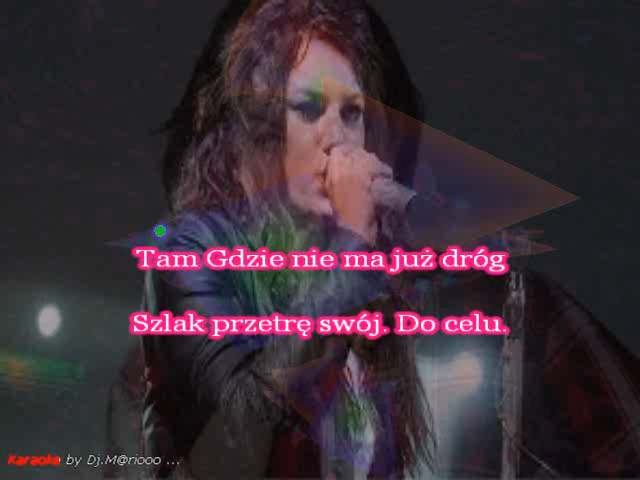 Tam Gdzie nie ma już dróg
Szlak przetrę swój. Do celu.
Karaoke by Dj.M@riooo ...